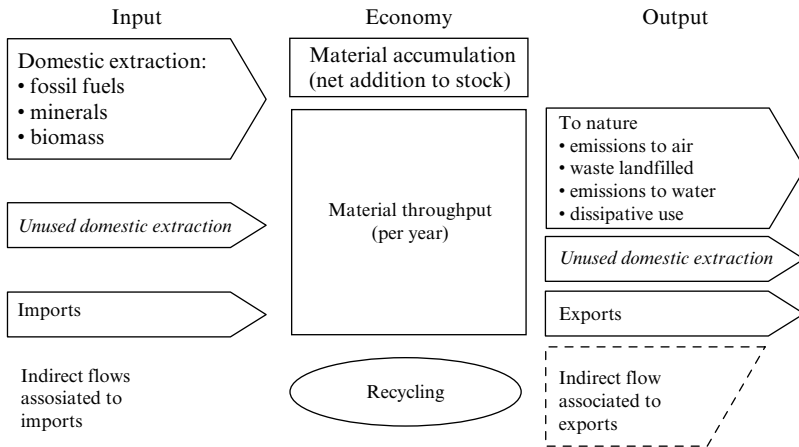 Input
Economy
Output
Domestic extraction:
• fossil fuels
• minerals
• biomass
Material accumulation
(net addition to stock)
To nature
• emissions to air
• waste landfilled
• emissions to water
• dissipative use
Unused domestic extraction
Material throughput
(per year)
Unused domestic extraction
Imports
Exports
Indirect flows
assosiated to
imports
Recycling
Indirect flow
associated to
exports